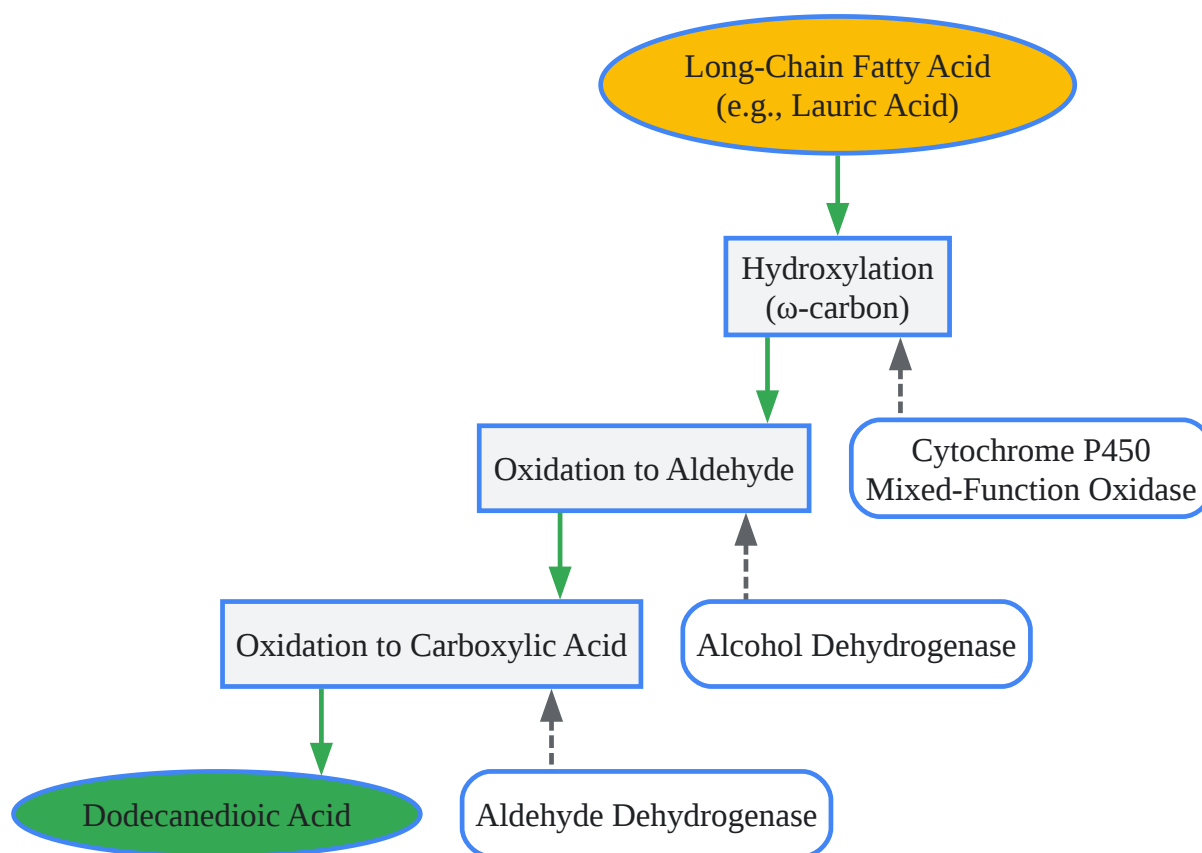 Long-Chain Fatty Acid
(e.g., Lauric Acid)
Hydroxylation
(ω-carbon)
Cytochrome P450
Mixed-Function Oxidase
Oxidation to Aldehyde
Alcohol Dehydrogenase
Oxidation to Carboxylic Acid
Aldehyde Dehydrogenase
Dodecanedioic Acid